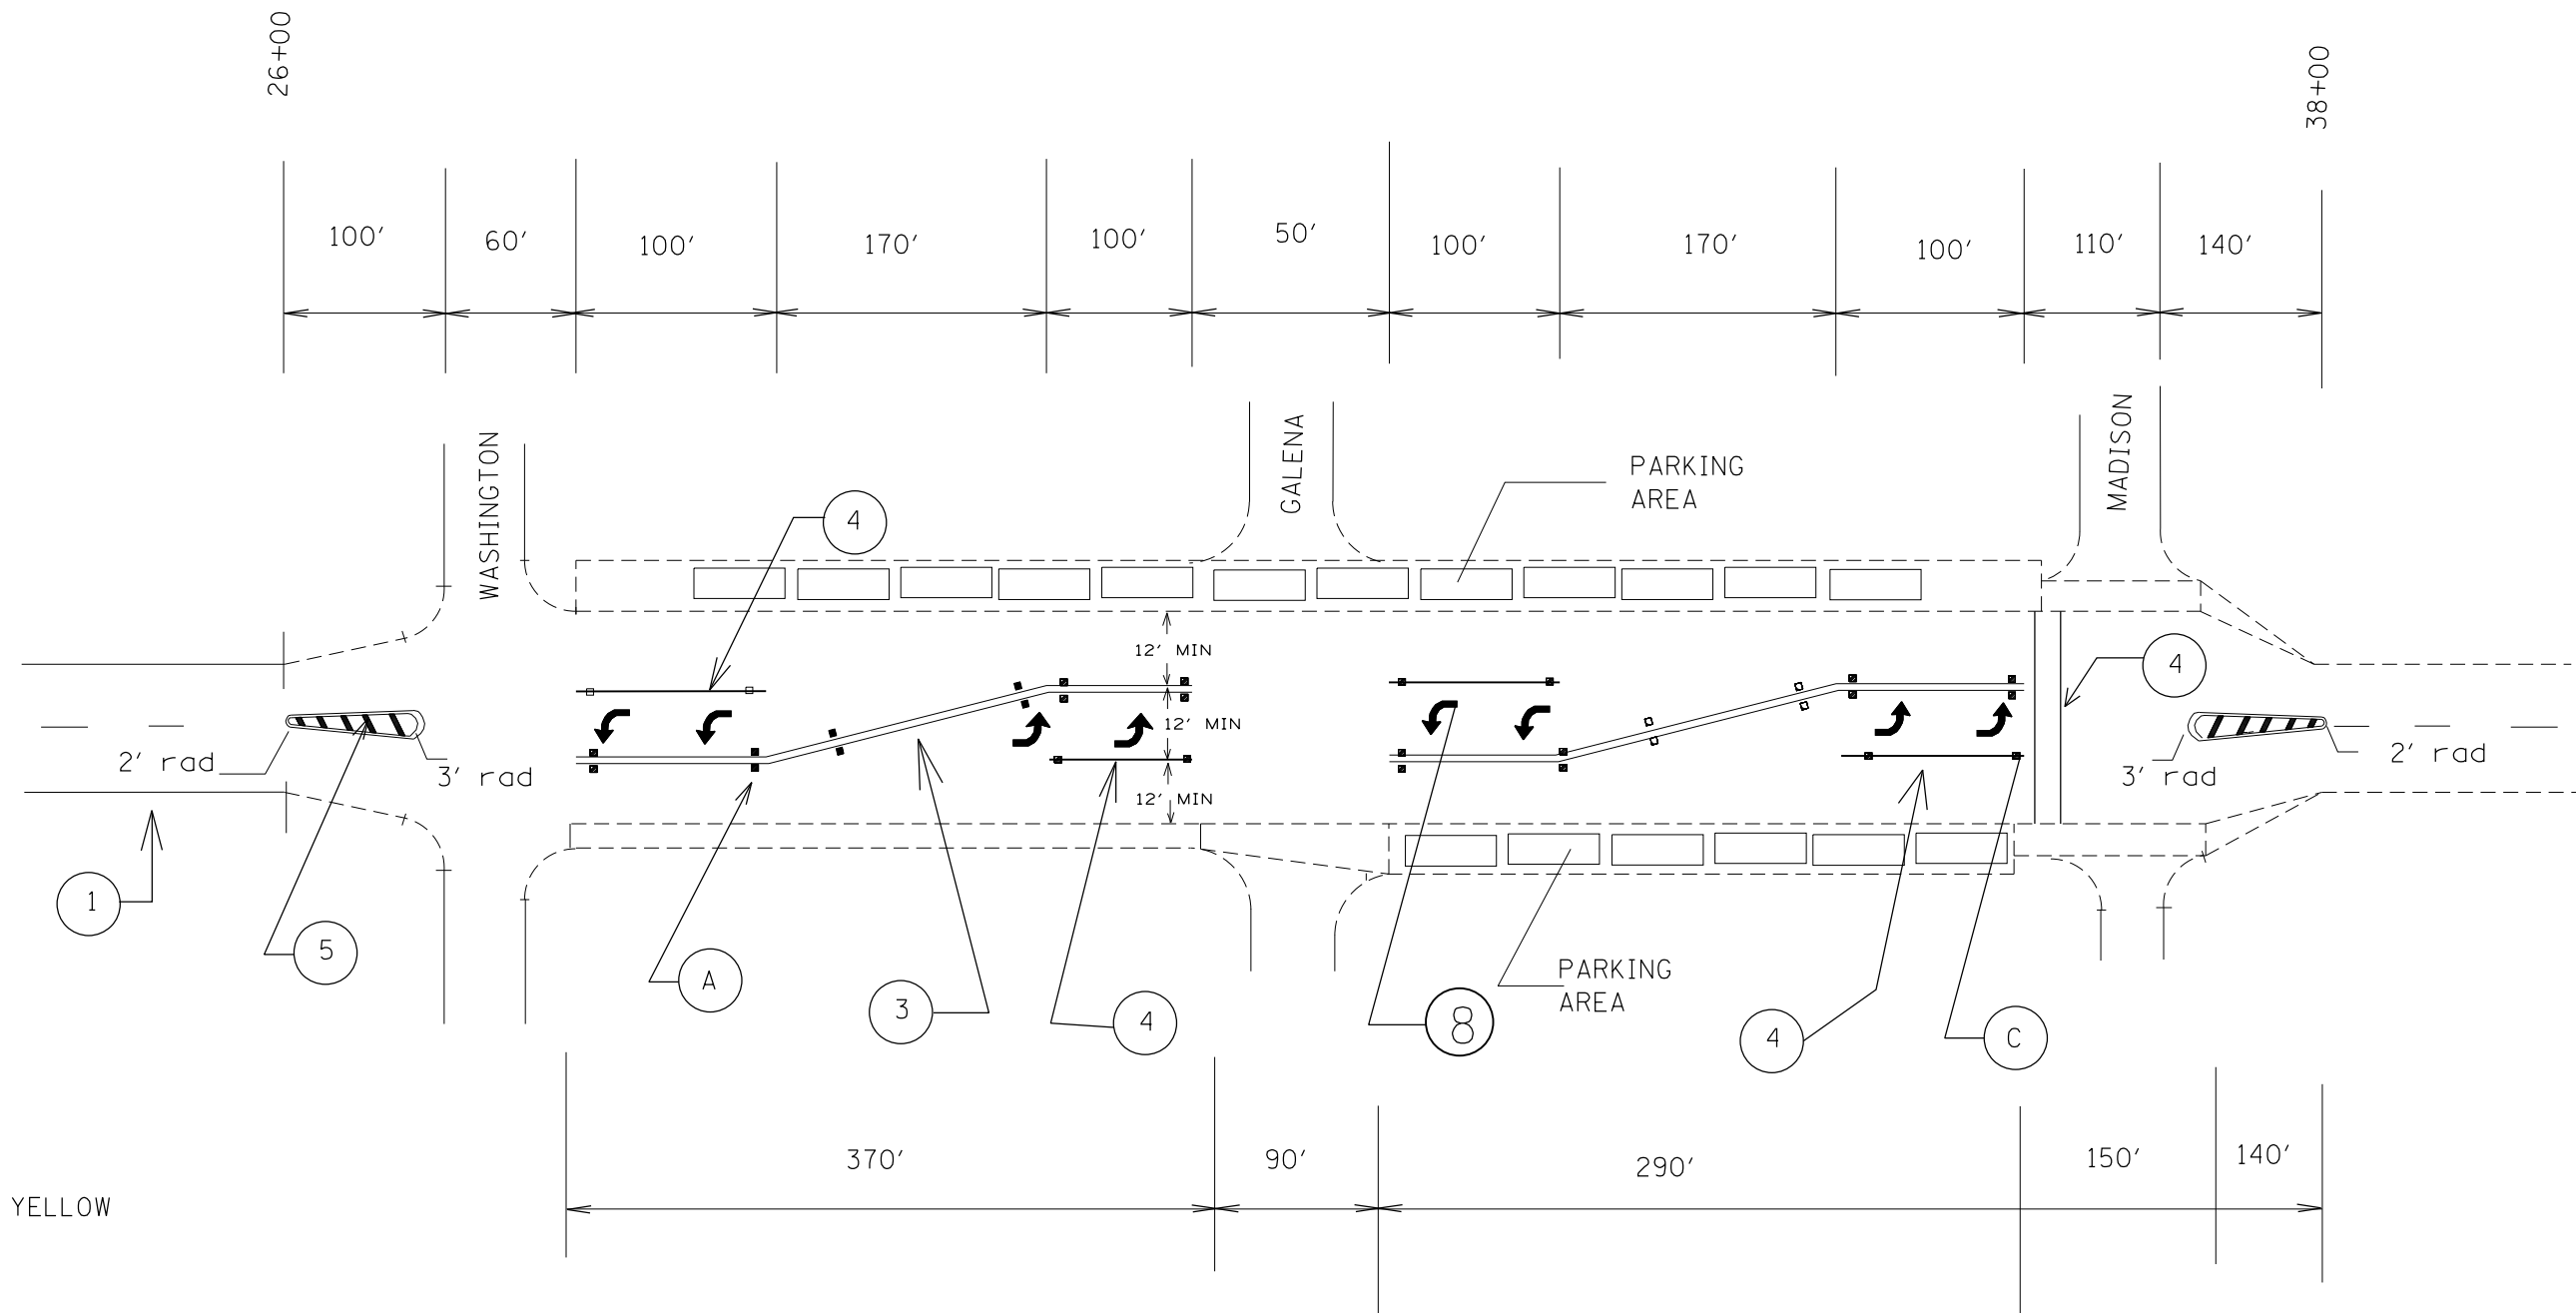 26+00
38+00
100′
60′
100′
170′
100′
50′
100′
170′
100′
110′
140′
WASHINGTON
GALENA
MADISON
PARKING
AREA
4
12′ MIN
4
12′ MIN
2′ rad
3′ rad
3′ rad
2′ rad
12′ MIN
1
5
A
3
4
8
PARKING
AREA
4
C
370′
90′
290′
150′
140′
YELLOW